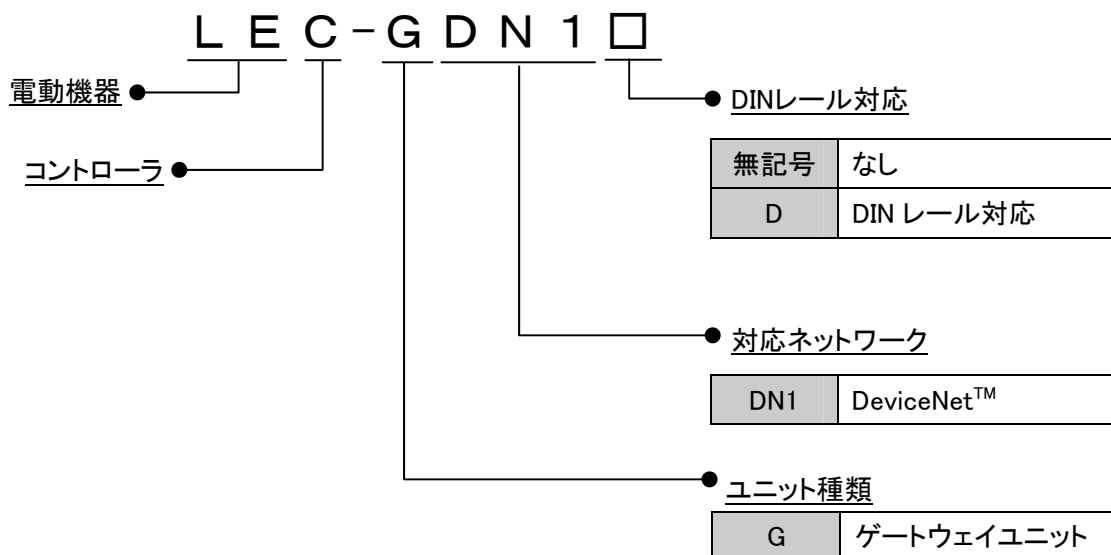 LEC-GDN1□
電動機器
コントローラ
DINレール対応
無記号 なし
D DIN レール対応
対応ネットワーク
DN1 DeviceNet™
ユニット種類
G ゲートウェイユニット